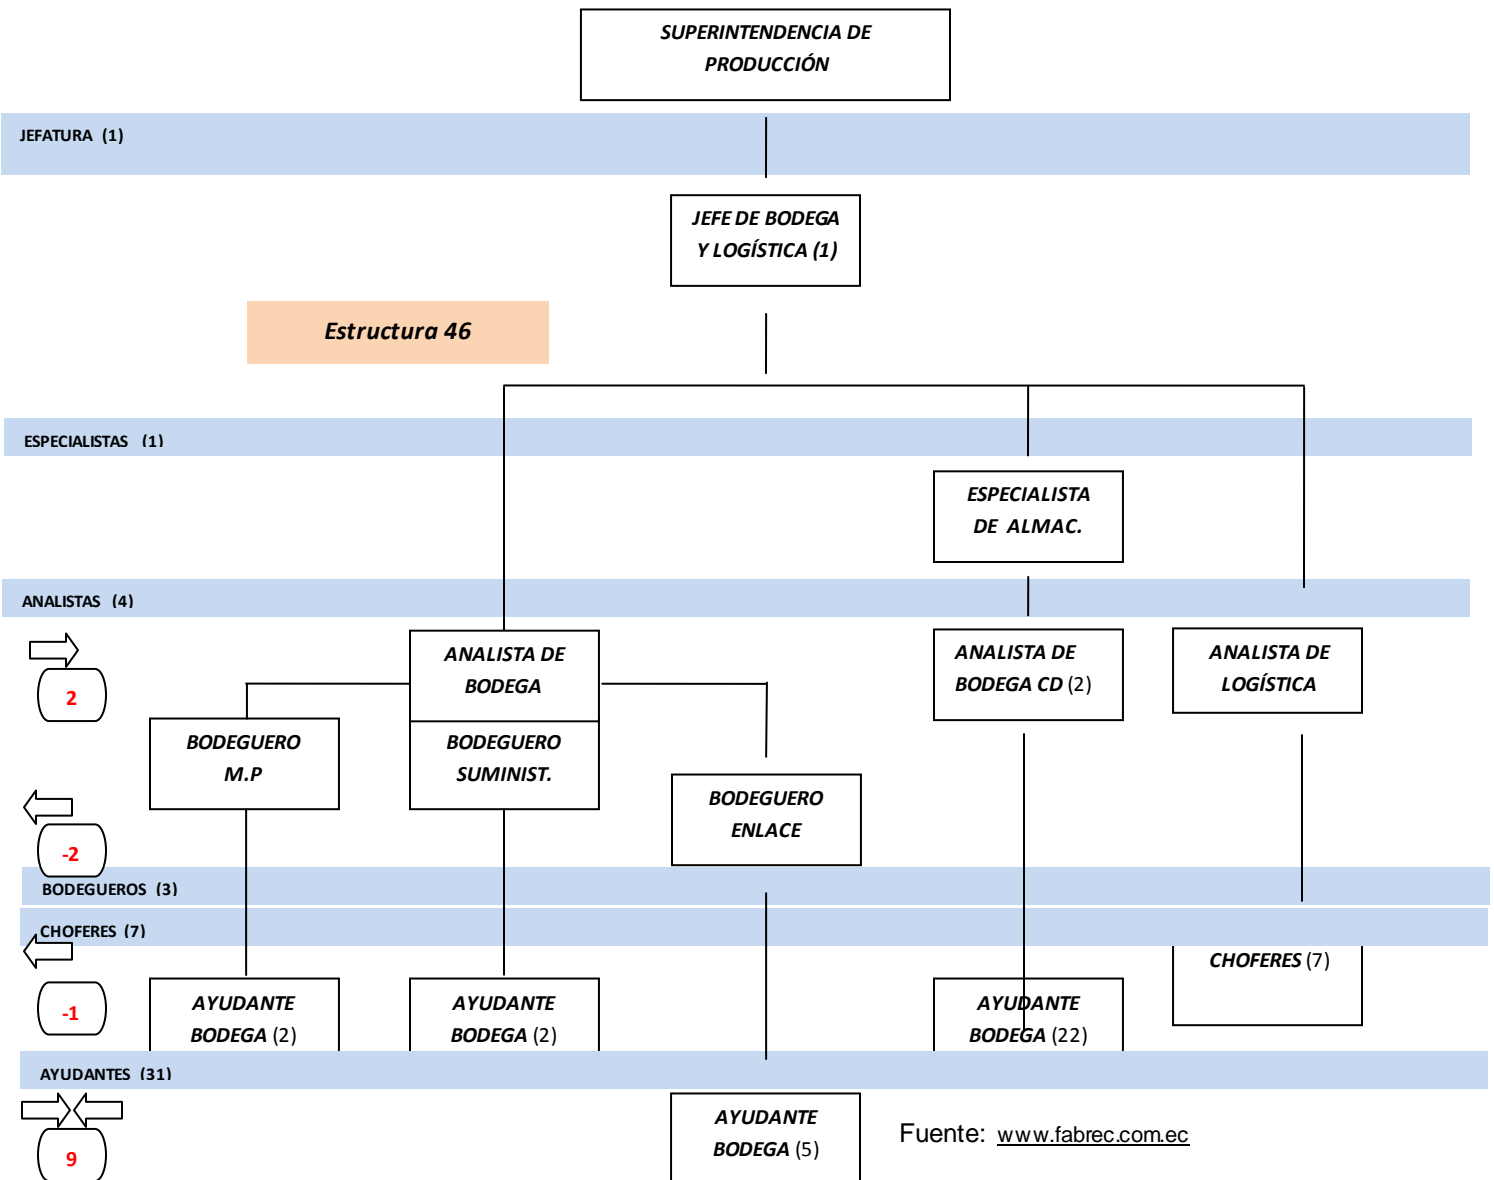 SUPERINTENDENCIA DE
PRODUCCIÓN
JEFATURA (1)
JEFE DE BODEGA
Y LOGÍSTICA (1)
Estructura 46
ESPECIALISTAS (1)
ESPECIALISTA
DE ALMAC.
ANALISTAS (4)
2
ANALISTA DE
BODEGA
ANALISTA DE
BODEGA CD (2)
ANALISTA DE
LOGÍSTICA
BODEGUERO
M.P
BODEGUERO
SUMINIST.
BODEGUERO
ENLACE
-2
BODEGUEROS (3)
CHOFERES (7)
CHOFERES (7)
-1
AYUDANTE
BODEGA (2)
AYUDANTE
BODEGA (2)
AYUDANTE
BODEGA (22)
AYUDANTES (31)
9
AYUDANTE
BODEGA (5)
Fuente: www.fabrec.com.ec